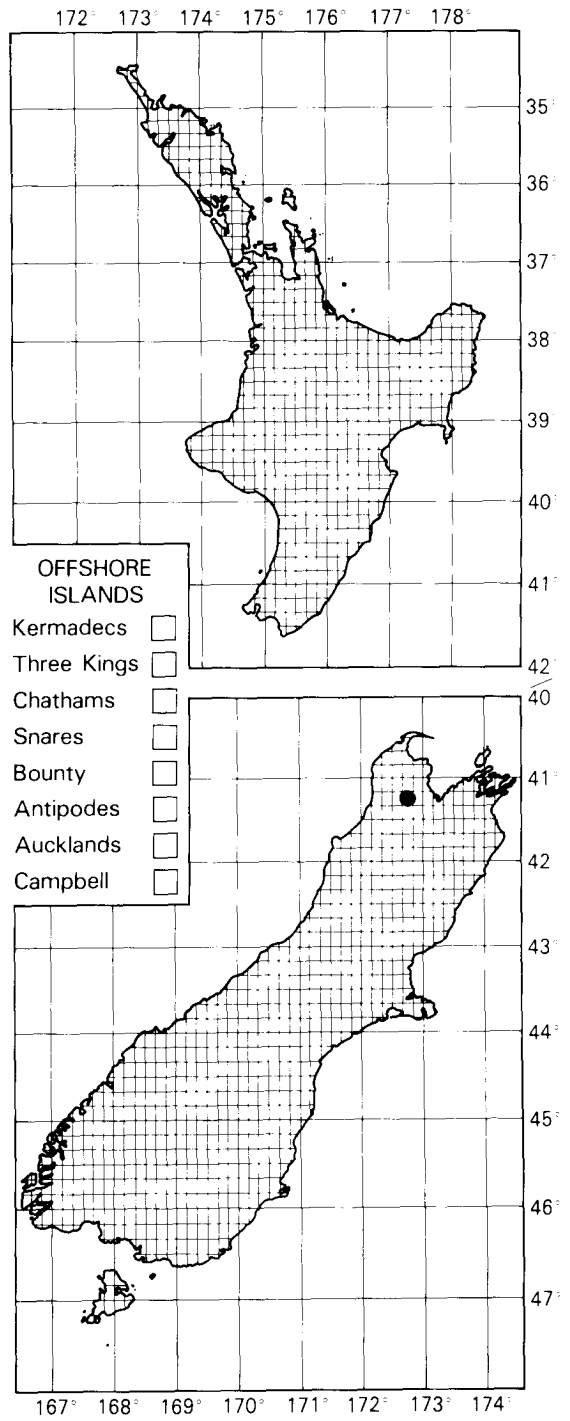 172° 173° 174° 175° 176° 177° 178°
35°
36°
37°
38°
39°
40°
41°
42°
OFFSHORE
ISLANDS
Kermadecs
Three Kings
Chathams
Snares
Bounty
Antipodes
Aucklands
Campbell
40
41°
42°
43°
44°
45°
46°
47°
167° 168° 169° 170° 171° 172° 173° 174°